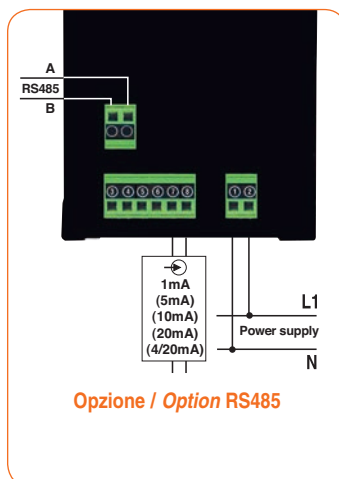 A
RS485
B
3 4 5 6 7 8
1 2
1mA
(5mA)
(10mA)
(20mA)
(4/20mA)
L1
Power supply
N
Opzione / Option RS485